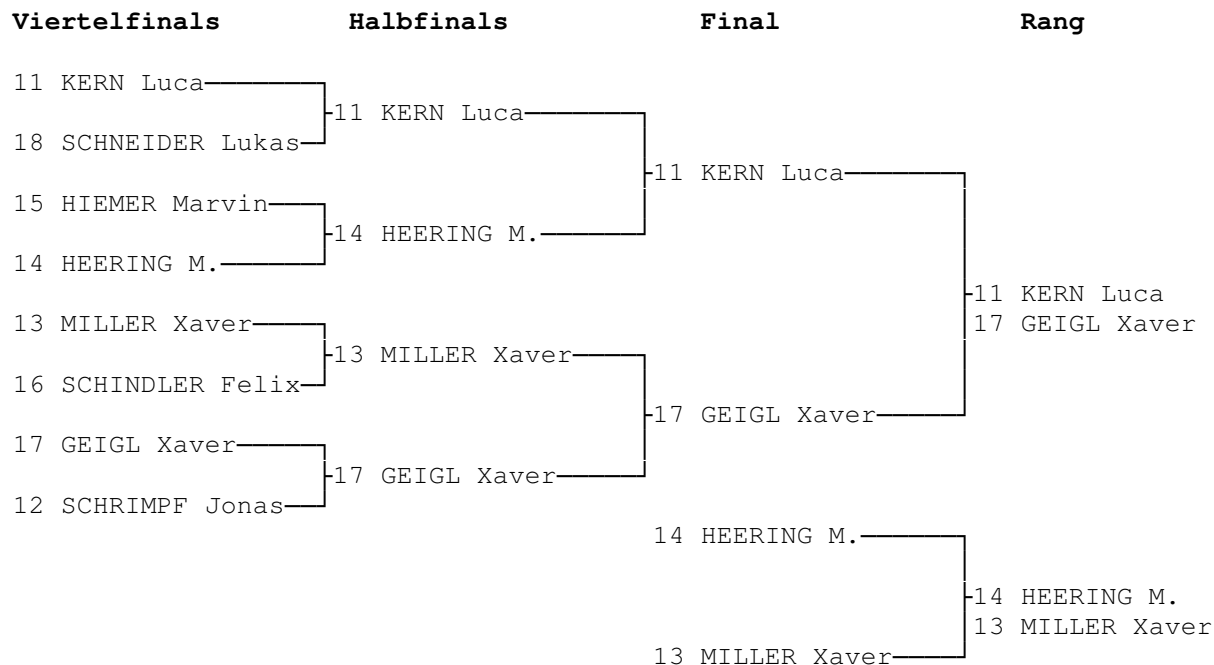 Viertelfinals Halbfinals Final Rang
11 KERN Luca
11 KERN Luca
18 SCHNEIDER Lukas
11 KERN Luca
15 HIEMER Marvin
14 HEERING M.
14 HEERING M.
11 KERN Luca
13 MILLER Xaver 17 GEIGL Xaver
13 MILLER Xaver
16 SCHINDLER Felix
17 GEIGL Xaver
17 GEIGL Xaver
17 GEIGL Xaver
12 SCHRIMPF Jonas
14 HEERING M.
14 HEERING M.
13 MILLER Xaver
13 MILLER Xaver